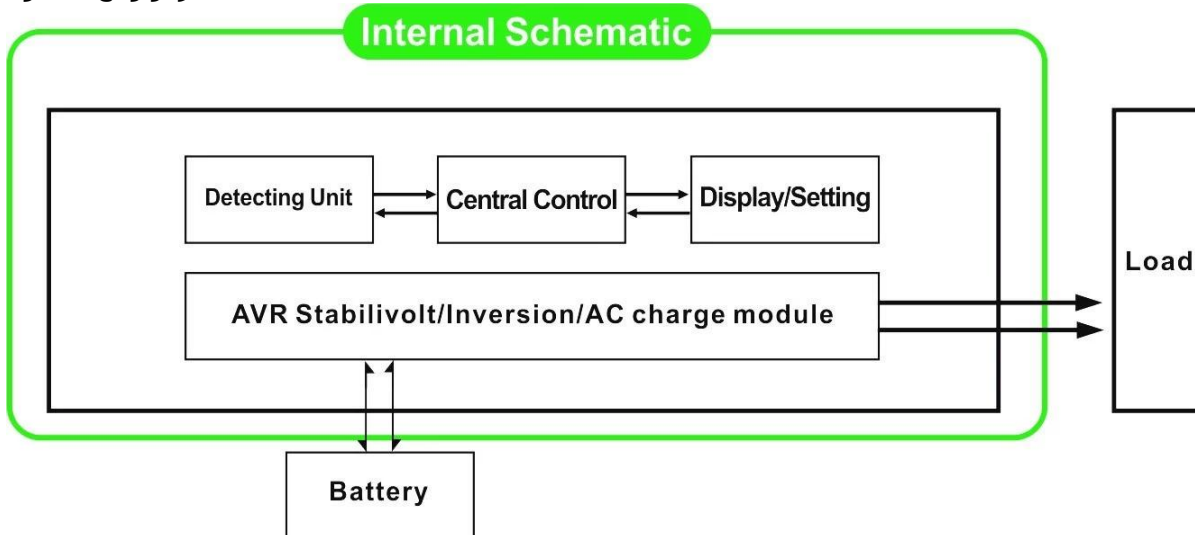 Internal Schematic
Detecting Unit
Central Control
Display/Setting
Load
AVR Stabilivolt/Inversion/AC charge module
Battery